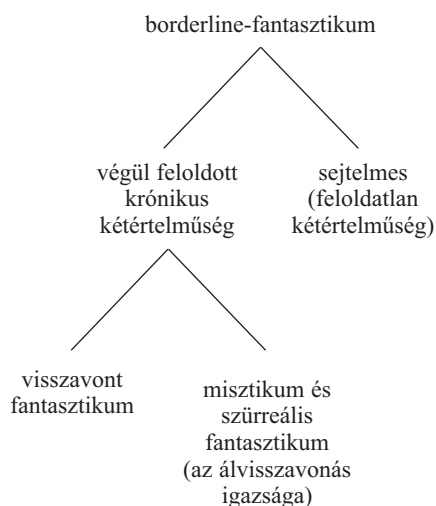 borderline-fantasztikum
végül feloldott
krónikus
kétértelműség
sejtelmes
(feloldatlan
kétértelműség)
visszavont
fantasztikum
misztikum és
szürreális
fantasztikum
(az álvisszavonás
igazsága)